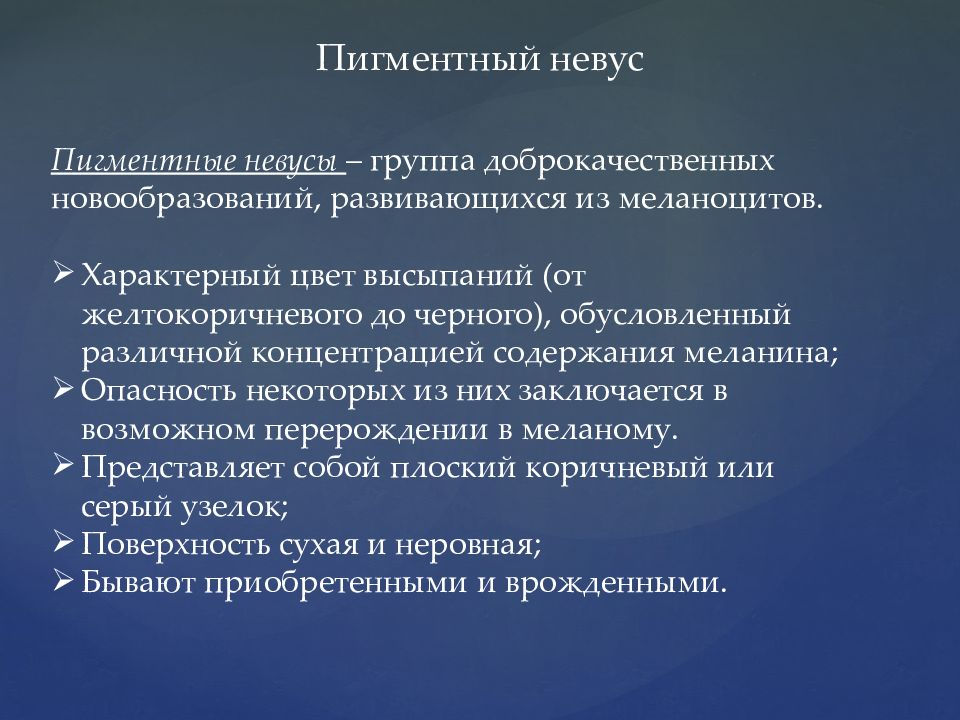 Пигментный невус
Пигментные невусы – группа доброкачественных
новообразований, развивающихся из меланоцитов.
Характерный цвет высыпаний (от
желтокоричневого до черного), обусловленный
различной концентрацией содержания меланина;
Опасность некоторых из них заключается в
возможном перерождении в меланому.
Представляет собой плоский коричневый или
серый узелок;
Поверхность сухая и неровная;
Бывают приобретенными и врожденными.